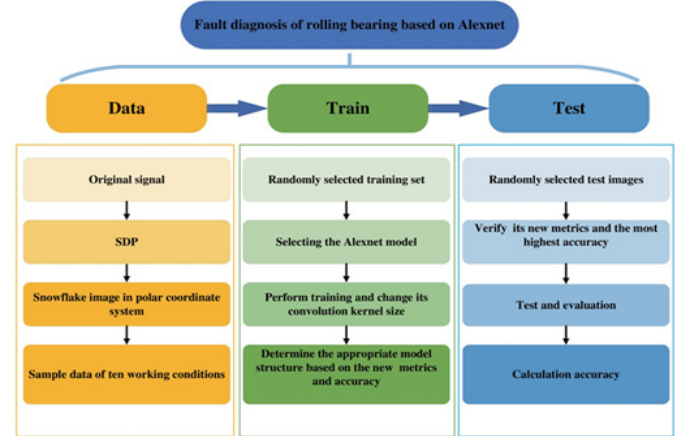 Fault diagnosis of rolling bearing based on Alexnet
Data
Train
Test
Original signal
SDP
Snowflake image in polar coordinate
system
Sample data of ten working conditions
Randomly selected training set
Selecting the Alexnet model
Perform training and change its
convolution kernel size
Determine the appropriate model
structure based on the new metrics
and accuracy
Randomly selected test images
Verify its new metrics and the most
highest accuracy
Test and evaluation
Calculation accuracy